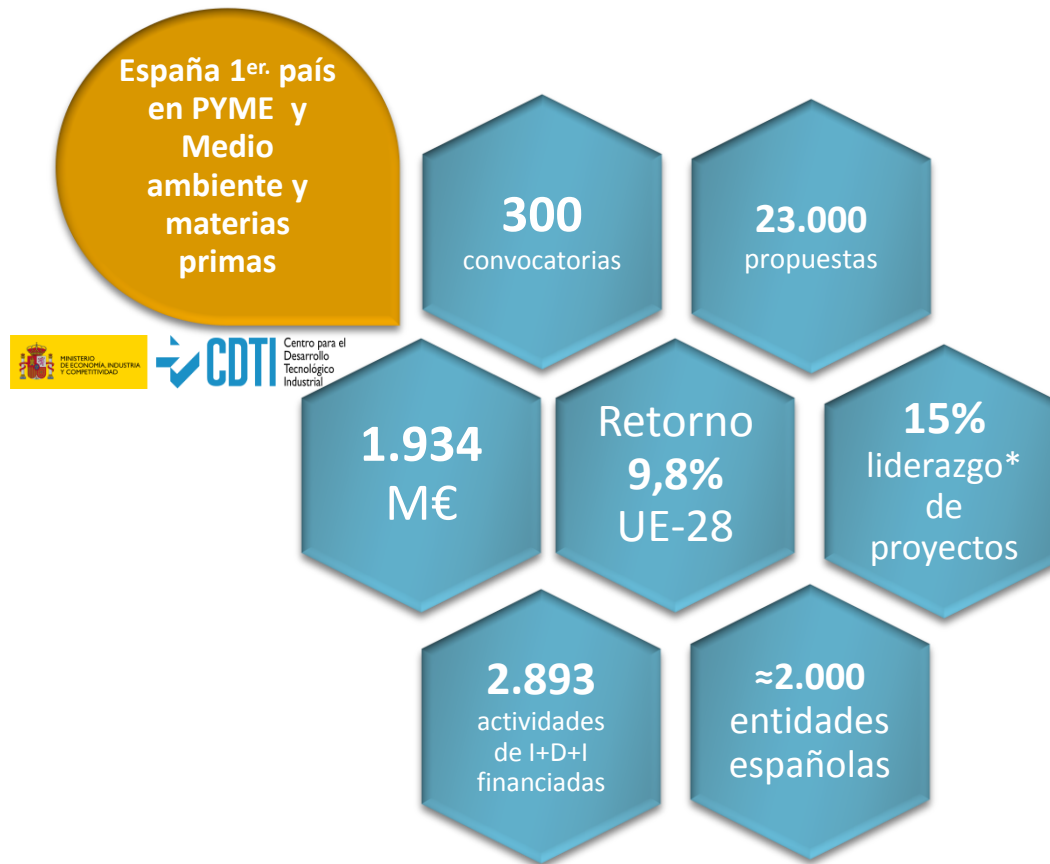 España 1er. país
en PYME y
Medio
ambiente y
materias
primas
300
convocatorias
23.000
propuestas
MINISTERIO
DE ECONOMÍA, INDUSTRIA
Y COMPETITIVIDAD
CDTI
Centro para el
Desarrollo
Tecnológico
Industrial
1.934
M€
Retorno
9,8%
UE-28
15%
liderazgo*
de
proyectos
2.893
actividades
de I+D+I
financiadas
≈2.000
entidades
españolas